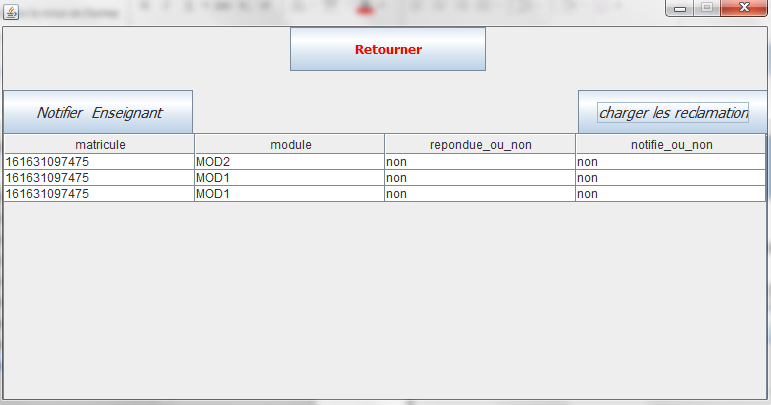 Retourner
Notifier Enseignant
charger les reclamation
matricule module repondue_ou_non notifie_ou_non
161631097475 MOD2 non non
161631097475 MOD1 non non
161631097475 MOD1 non non